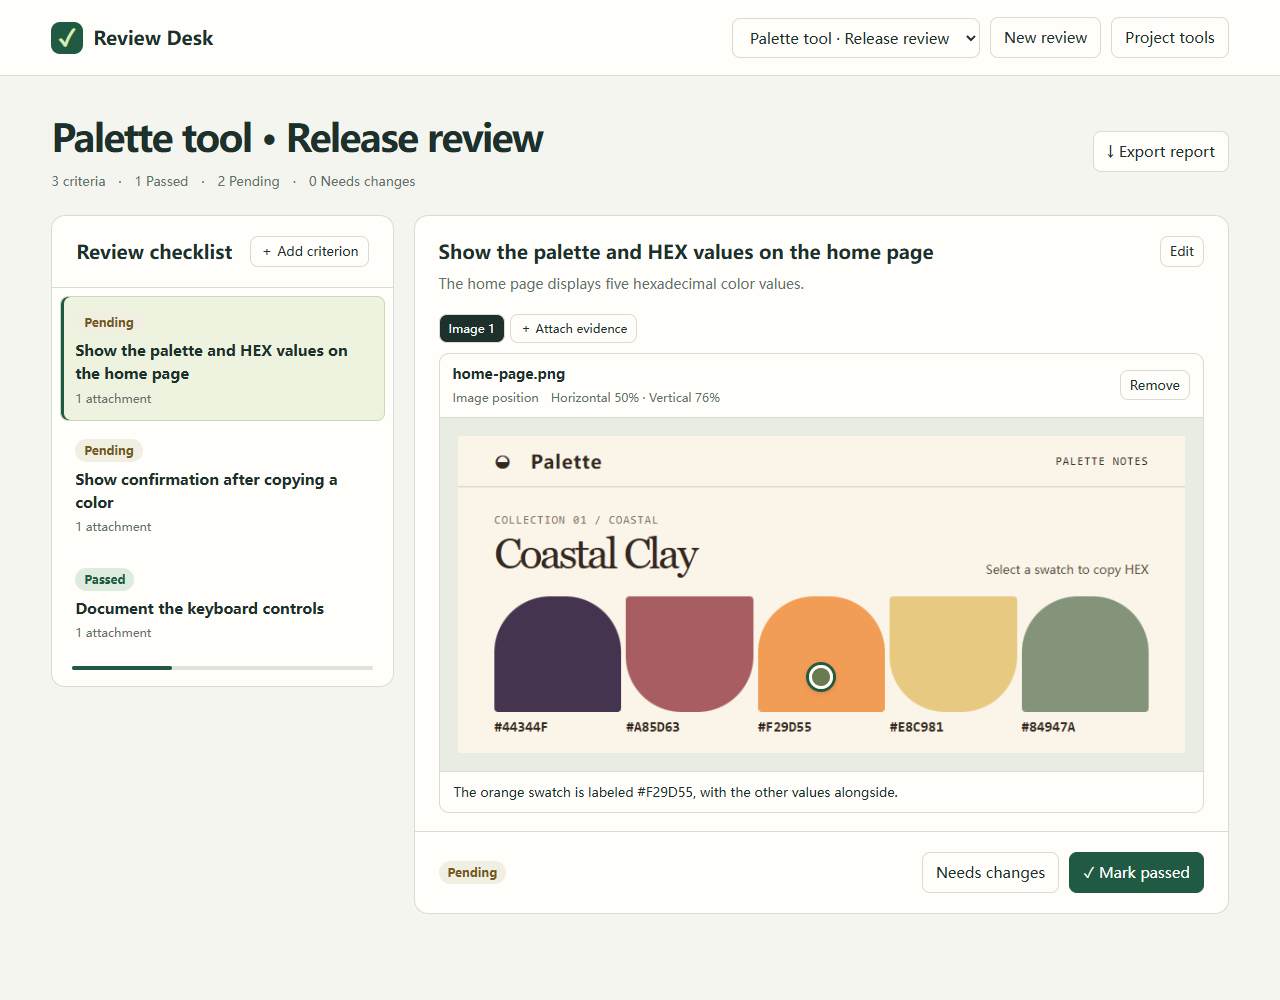 Review Desk
Palette tool · Release review
New review
Project tools
Palette tool • Release review
3 criteria · 1 Passed · 2 Pending · 0 Needs changes
↓ Export report
Review checklist
+ Add criterion
Pending
Show the palette and HEX values on
the home page
1 attachment
Pending
Show confirmation after copying a
color
1 attachment
Passed
Document the keyboard controls
1 attachment
Show the palette and HEX values on the home page
Edit
The home page displays five hexadecimal color values.
Image 1
+ Attach evidence
home-page.png
Image position Horizontal 50% · Vertical 76%
Remove
Palette
PALETTE NOTES
COLLECTION 01 / COASTAL
Coastal Clay
Select a swatch to copy HEX
#44344F
#A85D63
#F29D55
#E8C981
#84947A
The orange swatch is labeled #F29D55, with the other values alongside.
Pending
Needs changes
✓ Mark passed